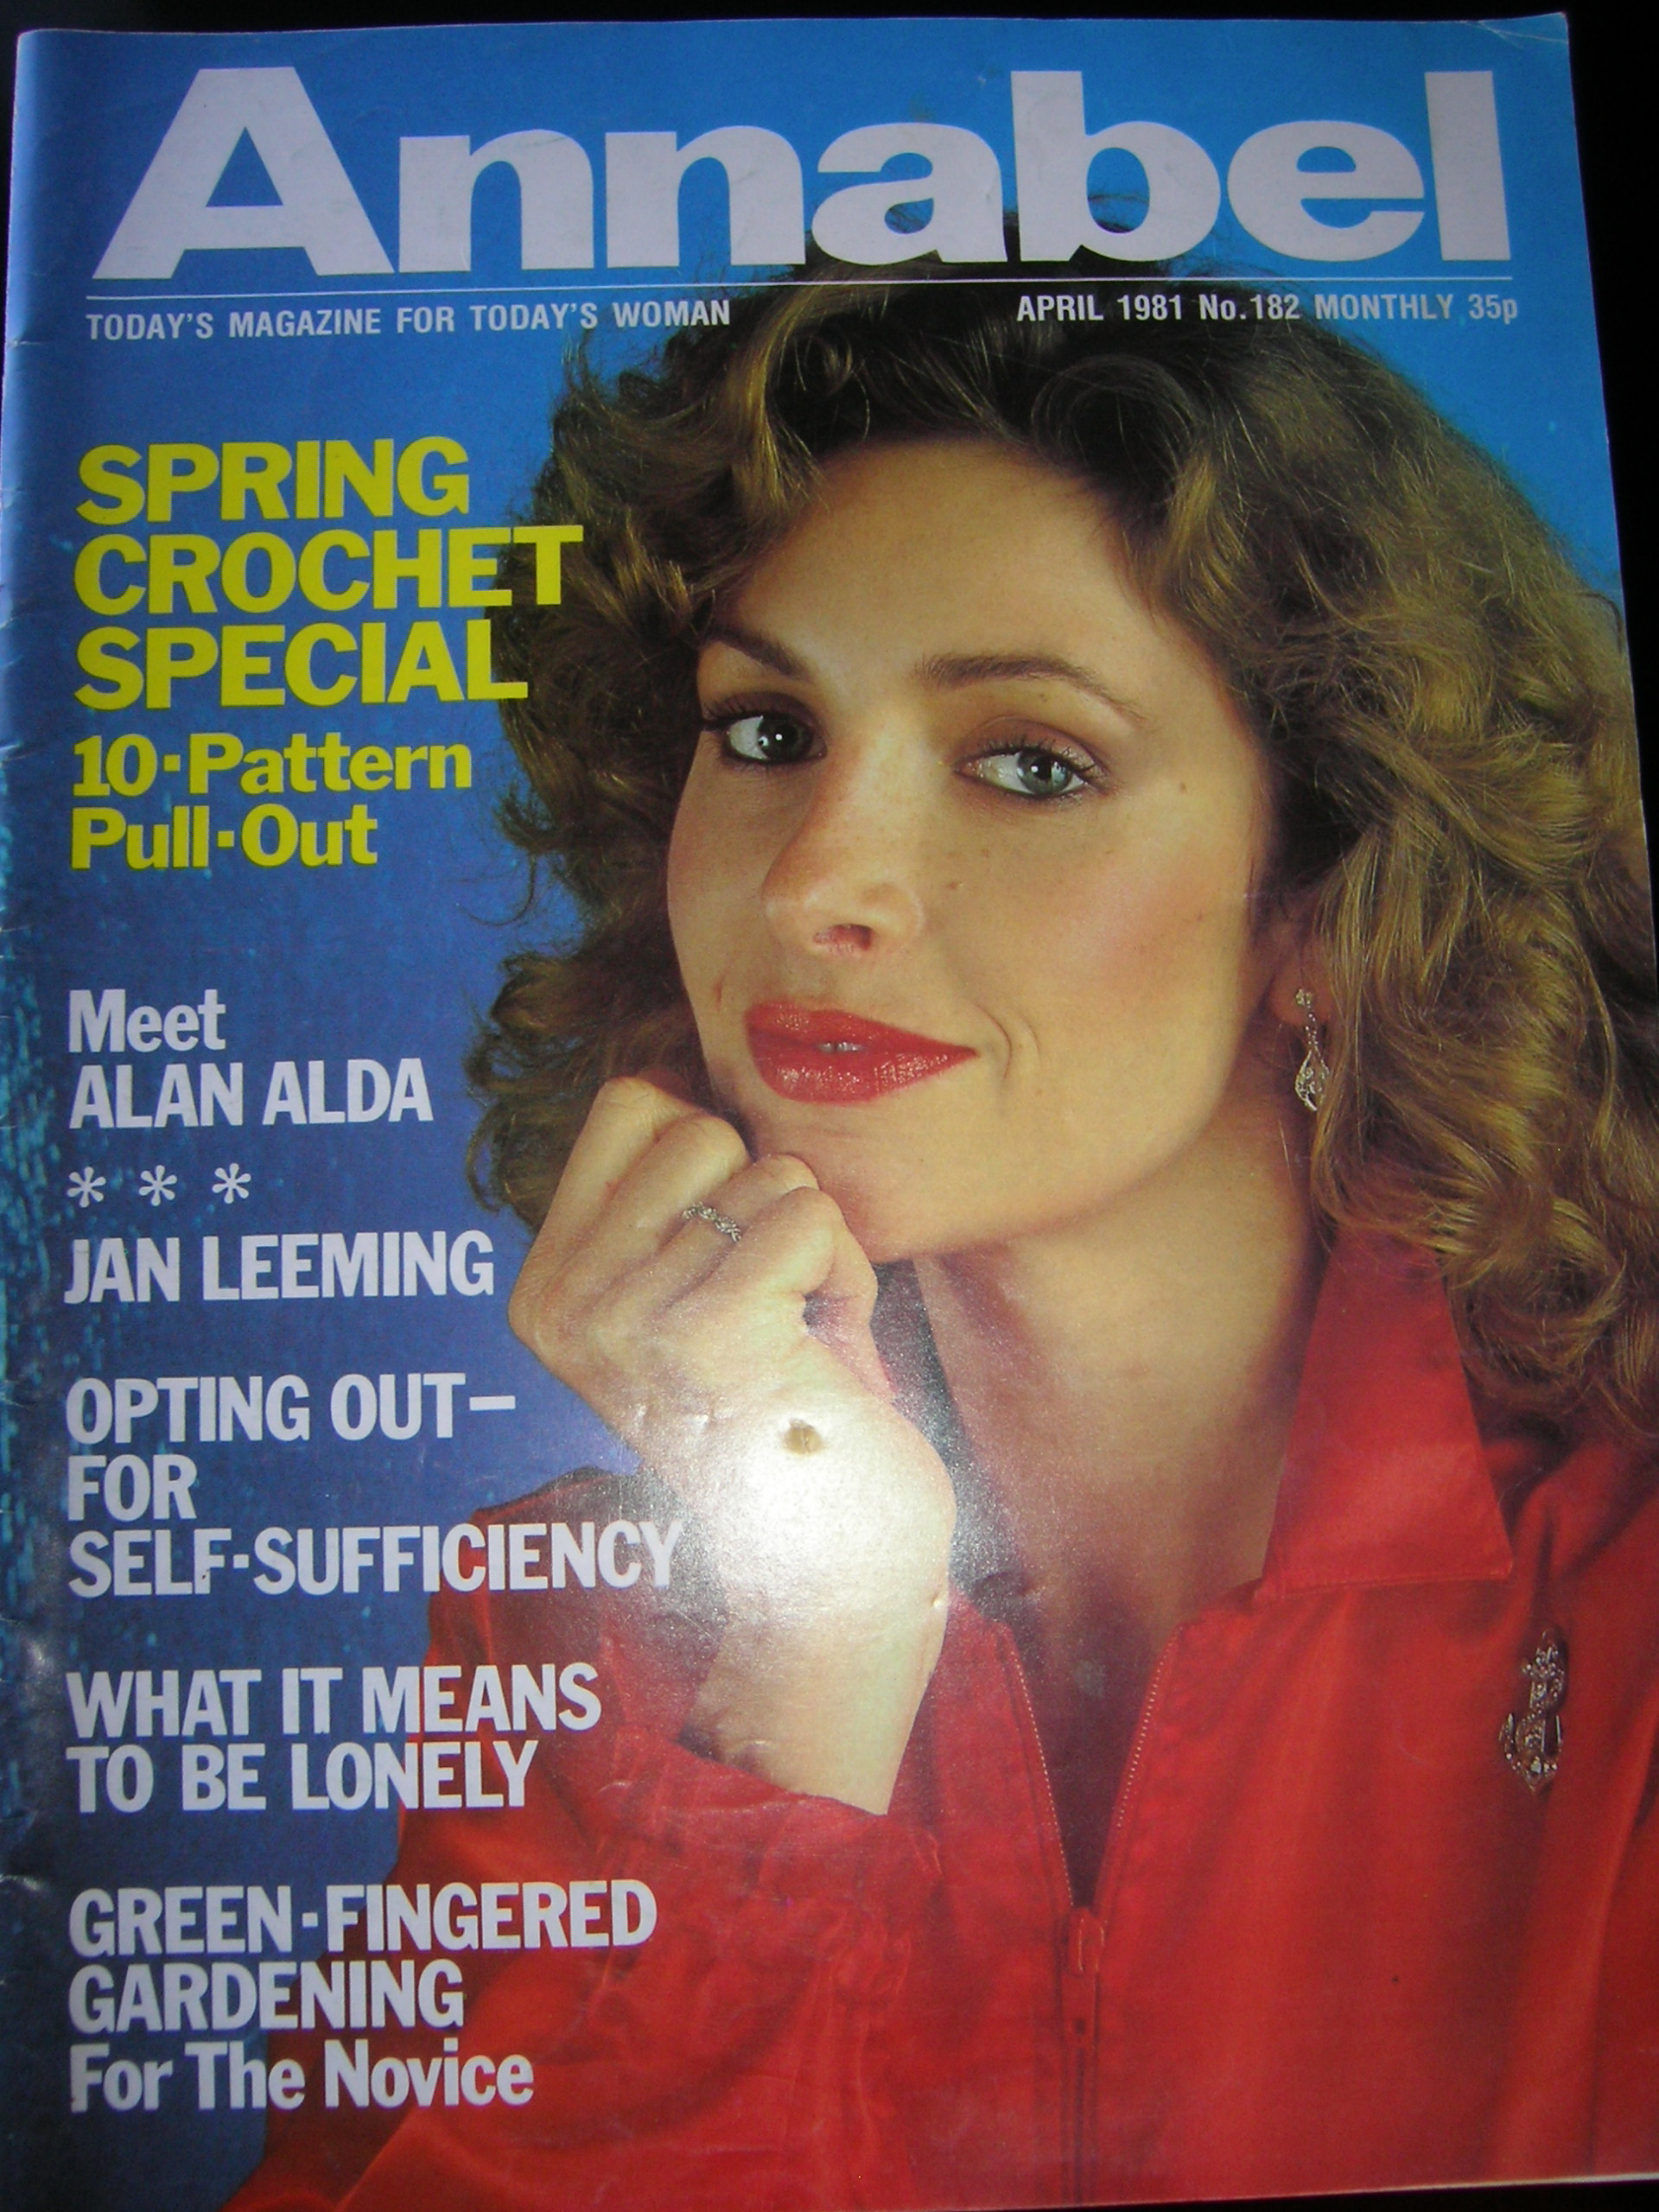 Annabel
TODAY'S MAGAZINE FOR TODAY'S WOMAN
APRIL 1981 No.182 MONTHLY 35p
SPRING
CROCHET
SPECIAL
10-Pattern
Pull-Out
Meet
ALAN ALDA
* * *
JAN LEEMING
OPTING OUT–
FOR
SELF-SUFFICIENCY
WHAT IT MEANS
TO BE LONELY
GREEN-FINGERED
GARDENING
For The Novice